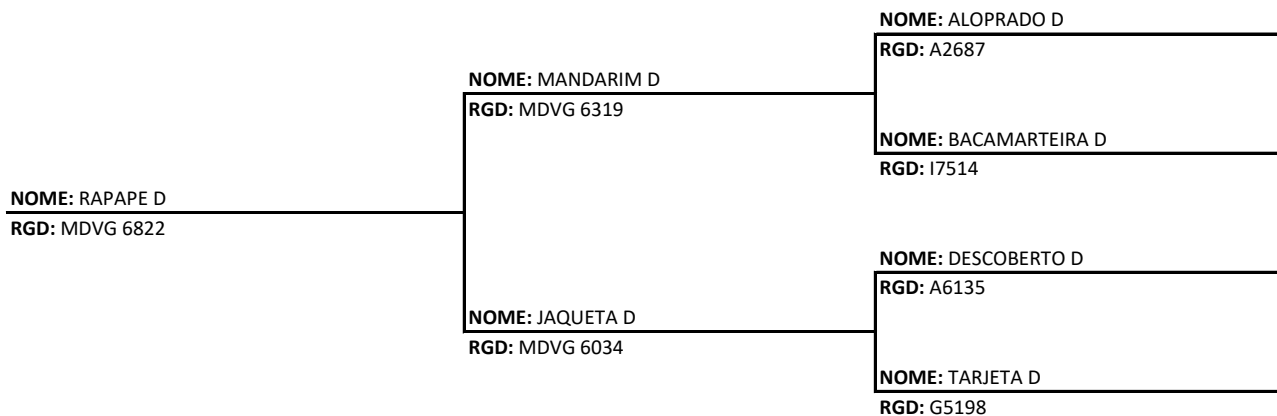 NOME: ALOPRADO D
RGD: A2687
NOME: MANDARIM D
RGD: MDVG 6319
NOME: BACAMARTEIRA D
RGD: I7514
NOME: RAPAPE D
RGD: MDVG 6822
NOME: DESCOBERTO D
RGD: A6135
NOME: JAQUETA D
RGD: MDVG 6034
NOME: TARJETA D
RGD: G5198